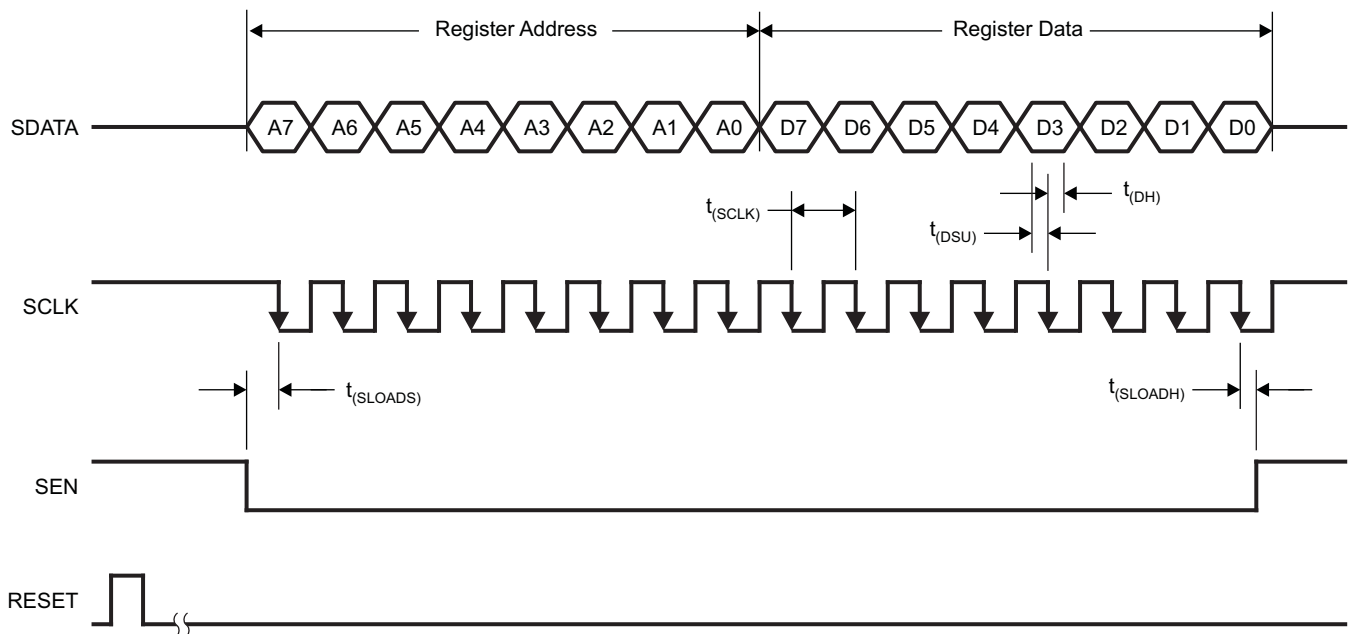 Register Address Register Data
SDATA A7 A6 A5 A4 A3 A2 A1 A0 D7 D6 D5 D4 D3 D2 D1 D0
t(SCLK) t(DH)
t(DSU)
SCLK
t(SLOADS) t(SLOADH)
SEN
RESET